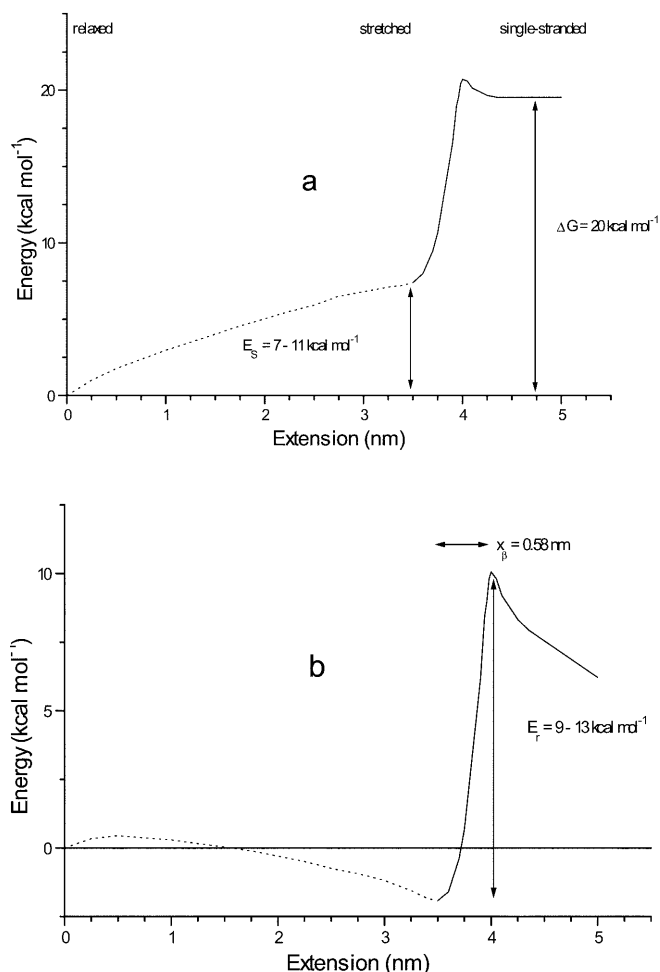 relaxed stretched single-stranded
20
a
ΔG = 20 kcal mol⁻¹
10
E_S = 7 - 11 kcal mol⁻¹
0
Energy (kcal mol⁻¹)
0 1 2 3 4 5
Extension (nm)
x_β = 0.58 nm
10
b
5
E_r = 9 - 13 kcal mol⁻¹
0
Energy (kcal mol⁻¹)
0 1 2 3 4 5
Extension (nm)